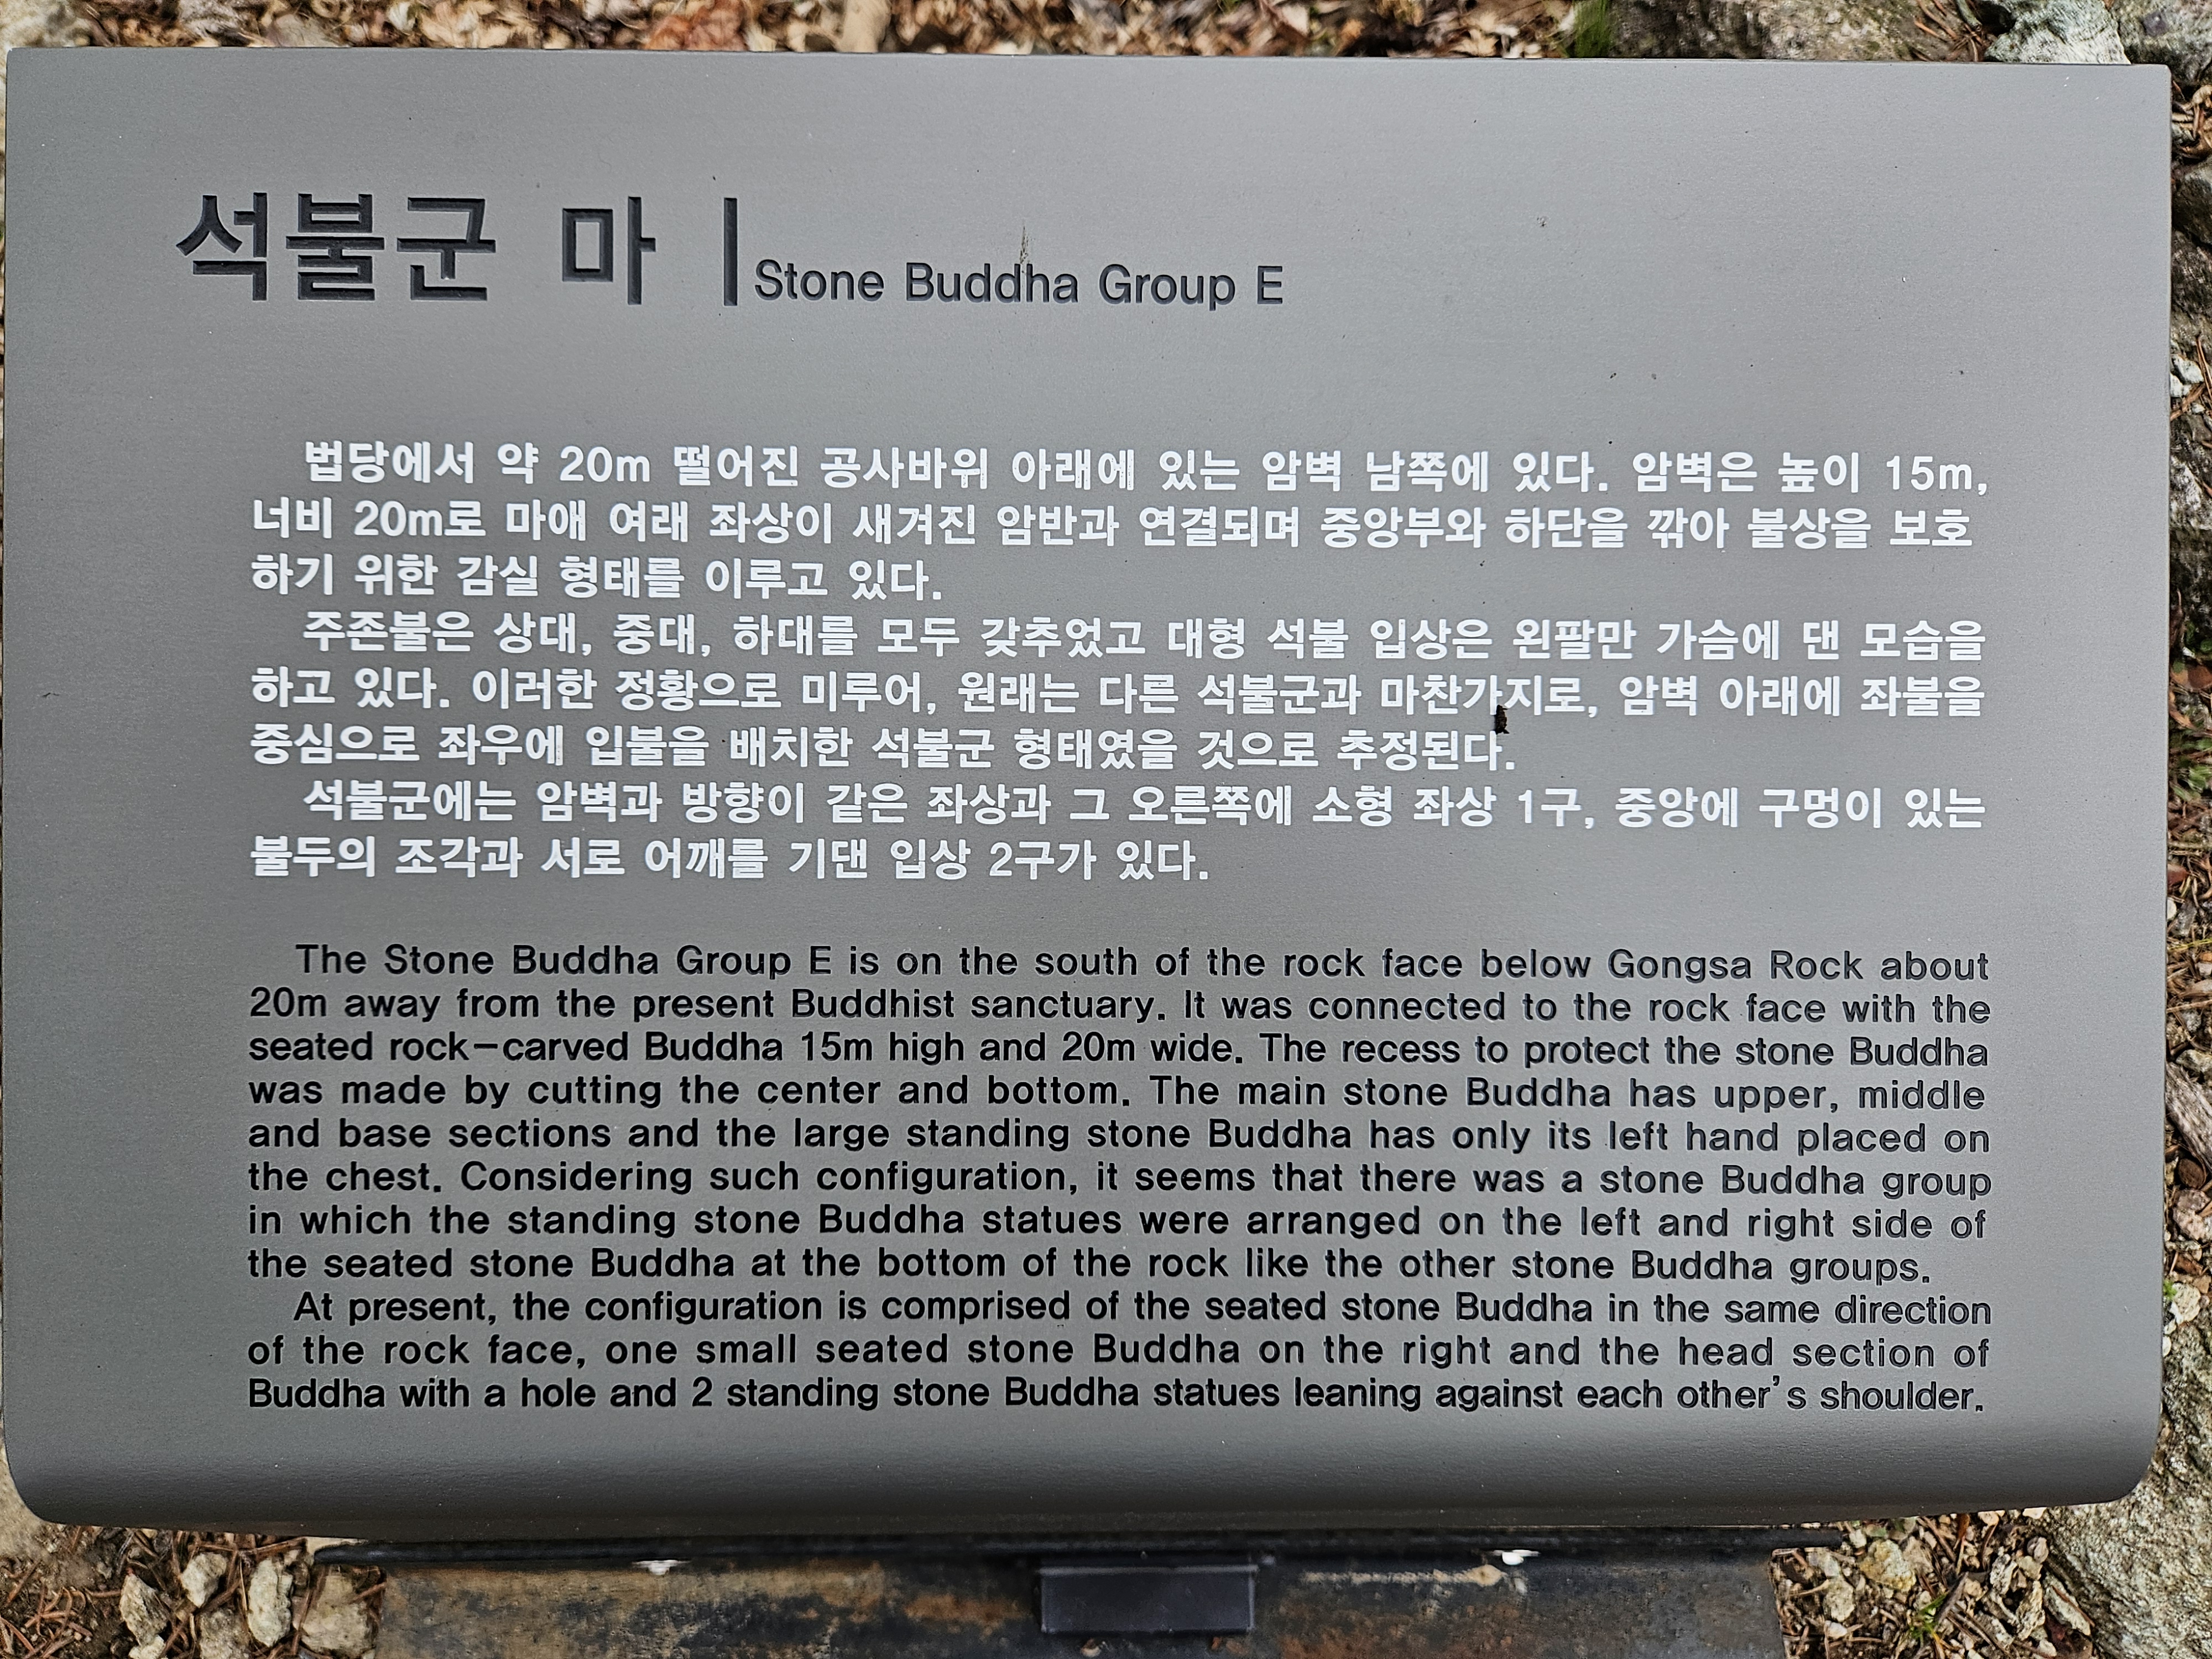 석불군 마 | Stone Buddha Group E
법당에서 약 20m 떨어진 공사바위 아래에 있는 암벽 남쪽에 있다. 암벽은 높이 15m,
너비 20m로 마애 여래 좌상이 새겨진 암반과 연결되며 중앙부와 하단을 깎아 불상을 보호
하기 위한 감실 형태를 이루고 있다.
주존불은 상대, 중대, 하대를 모두 갖추었고 대형 석불 입상은 왼팔만 가슴에 댄 모습을
하고 있다. 이러한 정황으로 미루어, 원래는 다른 석불군과 마찬가지로, 암벽 아래에 좌불을
중심으로 좌우에 입불을 배치한 석불군 형태였을 것으로 추정된다.
석불군에는 암벽과 방향이 같은 좌상과 그 오른쪽에 소형 좌상 1구, 중앙에 구멍이 있는
불두의 조각과 서로 어깨를 기댄 입상 2구가 있다.
The Stone Buddha Group E is on the south of the rock face below Gongsa Rock about
20m away from the present Buddhist sanctuary. It was connected to the rock face with the
seated rock-carved Buddha 15m high and 20m wide. The recess to protect the stone Buddha
was made by cutting the center and bottom. The main stone Buddha has upper, middle
and base sections and the large standing stone Buddha has only its left hand placed on
the chest. Considering such configuration, it seems that there was a stone Buddha group
in which the standing stone Buddha statues were arranged on the left and right side of
the seated stone Buddha at the bottom of the rock like the other stone Buddha groups.
At present, the configuration is comprised of the seated stone Buddha in the same direction
of the rock face, one small seated stone Buddha on the right and the head section of
Buddha with a hole and 2 standing stone Buddha statues leaning against each other's shoulder.